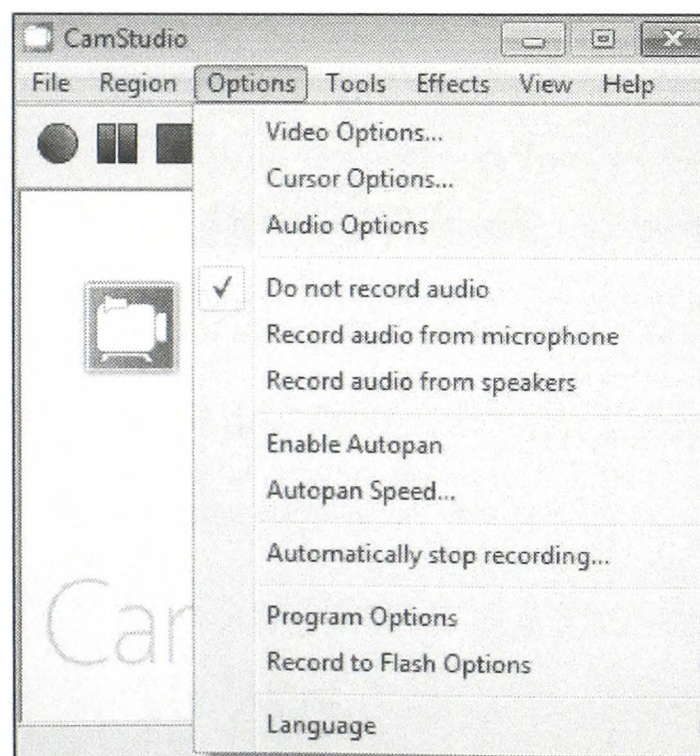 CamStudio
File Region Options Tools Effects View Help
Video Options...
Cursor Options...
Audio Options
Do not record audio
Record audio from microphone
Record audio from speakers
Enable Autopan
Autopan Speed...
Automatically stop recording...
Program Options
Record to Flash Options
Language
Cam